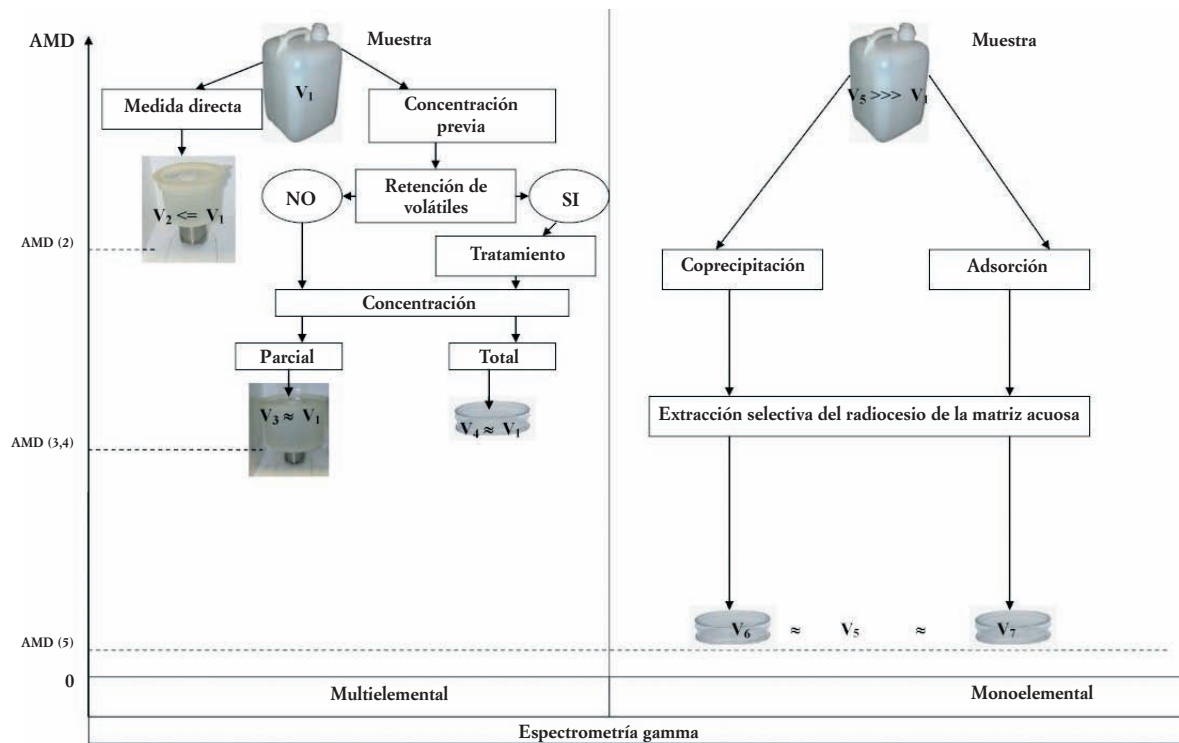 AMD
Muestra
V1
Medida directa
Concentración
previa
V2 <= V1
NO
Retención de
volátiles
SI
AMD (2)
Tratamiento
Concentración
Parcial
Total
V3 ≈ V1
V4 ≈ V1
AMD (3,4)
Muestra
V5 >>> V1
Coprecipitación
Adsorción
Extracción selectiva del radiocesio de la matriz acuosa
V6 ≈ V5 ≈ V7
AMD (5)
0
Multielemental
Monoelemental
Espectrometría gamma